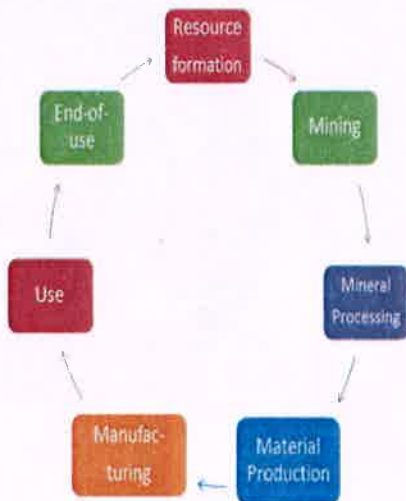 Resource
formation
Mining
Mineral
Processing
Material
Production
Manufac-
turing
Use
End-of-
use